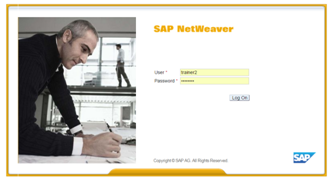 SAP NetWeaver
User * trainer2
Password * ********
Log On
Copyright © SAP AG. All Rights Reserved.
SAP